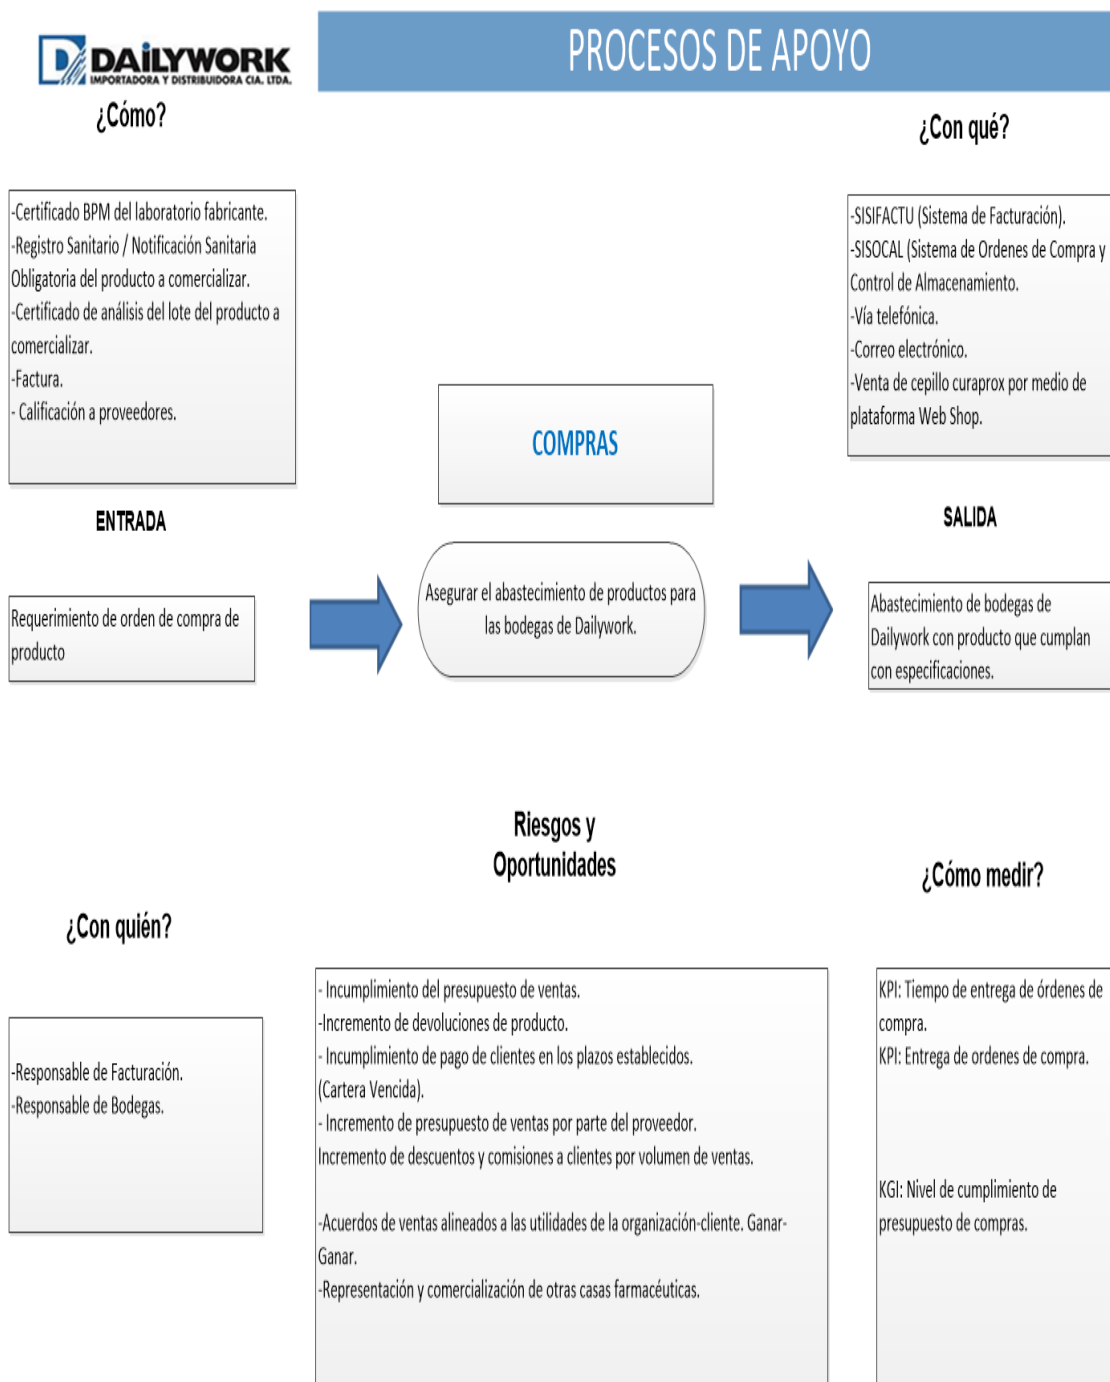 DAiLYWORK
IMPORTADORA Y DISTRIBUIDORA CIA. LTDA.
PROCESOS DE APOYO
¿Cómo?
¿Con qué?
-Certificado BPM del laboratorio fabricante.
-Registro Sanitario / Notificación Sanitaria
Obligatoria del producto a comercializar.
-Certificado de análisis del lote del producto a
comercializar.
-Factura.
- Calificación a proveedores.
-SISIFACTU (Sistema de Facturación).
-SISOCAL (Sistema de Ordenes de Compra y
Control de Almacenamiento.
-Vía telefónica.
-Correo electrónico.
-Venta de cepillo curaprox por medio de
plataforma Web Shop.
COMPRAS
ENTRADA
SALIDA
Requerimiento de orden de compra de
producto
Asegurar el abastecimiento de productos para
las bodegas de Dailywork.
Abastecimiento de bodegas de
Dailywork con producto que cumplan
con especificaciones.
Riesgos y
Oportunidades
¿Cómo medir?
¿Con quién?
-Responsable de Facturación.
-Responsable de Bodegas.
- Incumplimiento del presupuesto de ventas.
-Incremento de devoluciones de producto.
- Incumplimiento de pago de clientes en los plazos establecidos.
(Cartera Vencida).
- Incremento de presupuesto de ventas por parte del proveedor.
Incremento de descuentos y comisiones a clientes por volumen de ventas.
-Acuerdos de ventas alineados a las utilidades de la organización-cliente. Ganar-
Ganar.
-Representación y comercialización de otras casas farmacéuticas.
KPI: Tiempo de entrega de órdenes de
compra.
KPI: Entrega de ordenes de compra.
KGI: Nivel de cumplimiento de
presupuesto de compras.